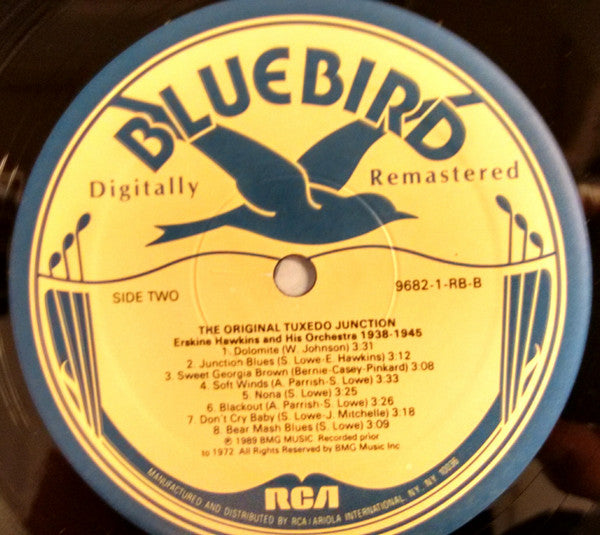 BLUEBIRD
Digitally Remastered
SIDE TWO
9682-1-RB-B
THE ORIGINAL TUXEDO JUNCTION
Erskine Hawkins and His Orchestra 1938-1945
1. Dolomite (W. Johnson) 3:31
2. Junction Blues (S. Lowe-E. Hawkins) 3:12
3. Sweet Georgia Brown (Bernie-Casey-Pinkard) 3:08
4. Soft Winds (A. Parrish-S. Lowe) 3:33
5. Nona (S. Lowe) 3:25
6. Blackout (A. Parrish-S. Lowe) 3:26
7. Don't Cry Baby (S. Lowe-J. Mitchelle) 3:18
8. Bear Mash Blues (S. Lowe) 3:09
℗ 1989 BMG MUSIC. Recorded prior
to 1972. All Rights Reserved by BMG Music Inc
RCA
MANUFACTURED AND DISTRIBUTED BY RCA/ARIOLA INTERNATIONAL, NY, NY 10036